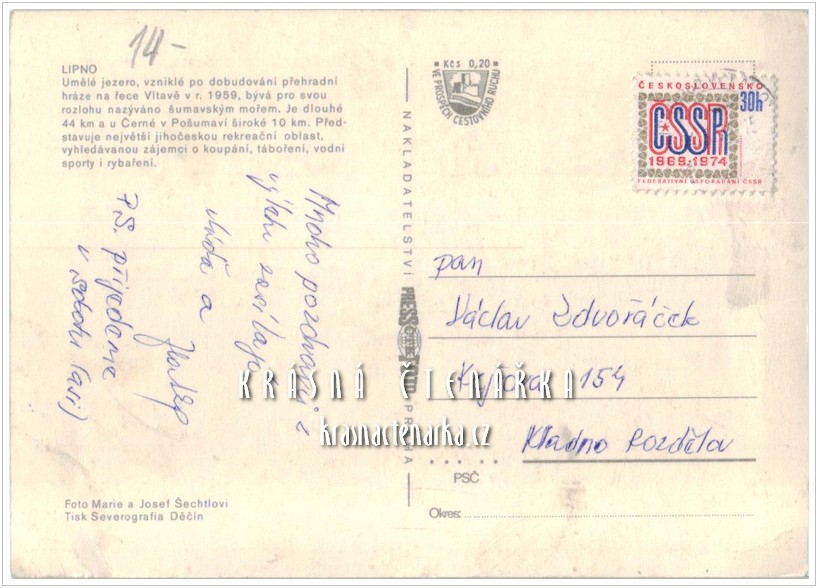 14-
LIPNO
Umělé jezero, vzniklé po dobudování přehradní
hráze na řece Vltavě v r. 1959, bývá pro svou
rozlohu nazýváno šumavským mořem. Je dlouhé
44 km a u Černé v Pošumaví široké 10 km. Před-
stavuje největší jihočeskou rekreační oblast,
vyhledávanou zájemci o koupání, táboření, vodní
sporty i rybaření.
Mnoho pozdravů z
výletu zasílají
a
P.S. přijedeme
v sobotu (asi)
Foto Marie a Josef Šechtlovi
Tisk Severografia Děčín
Kčs 0,20
VE PROSPĚCH CESTOVNÍHO RUCHU
NAKLADATELSTVÍ PRESSFOTO PRAHA
ČESKOSLOVENSKO
30h
ČSSR
1969-1974
FEDERATIVNÍ USPOŘÁDÁNÍ ČSSR
pan
Václav Zdvořáček
154
Kladno Rozdělov
PSČ
Okres:
KRÁSNÁ ČTENÁŘKA
krasnactenarka.cz